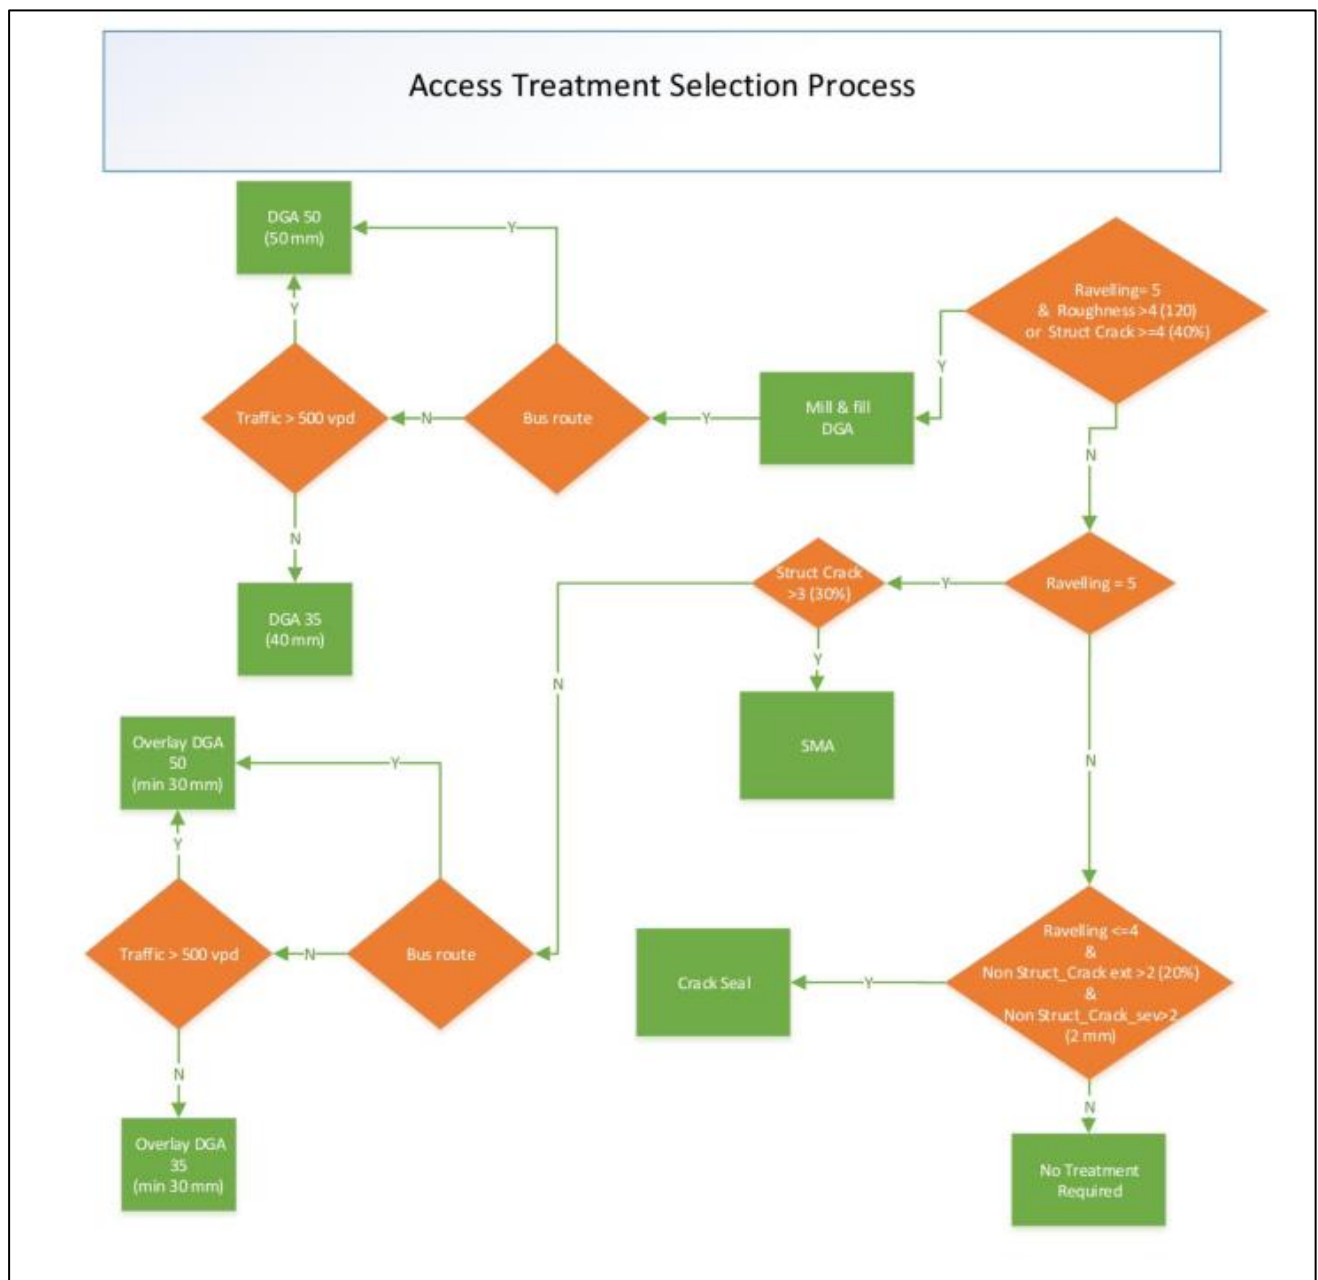 Access Treatment Selection Process
DGA 50
(50 mm)
Y
Y
Ravelling= 5
& Roughness >4 (120)
or Struct Crack >=4 (40%)
Y
Traffic > 500 vpd
N
Bus route
Y
Mill & fill
DGA
N
N
DGA 35
(40 mm)
Struct Crack
>3 (30%)
Y
Ravelling = 5
Y
N
SMA
N
Overlay DGA
50
(min 30 mm)
Y
Y
Traffic > 500 vpd
N
Bus route
Crack Seal
Y
Ravelling <=4
&
Non Struct_Crack ext >2 (20%)
&
Non Struct_Crack_sev>2
(2 mm)
N
N
Overlay DGA
35
(min 30 mm)
No Treatment
Required